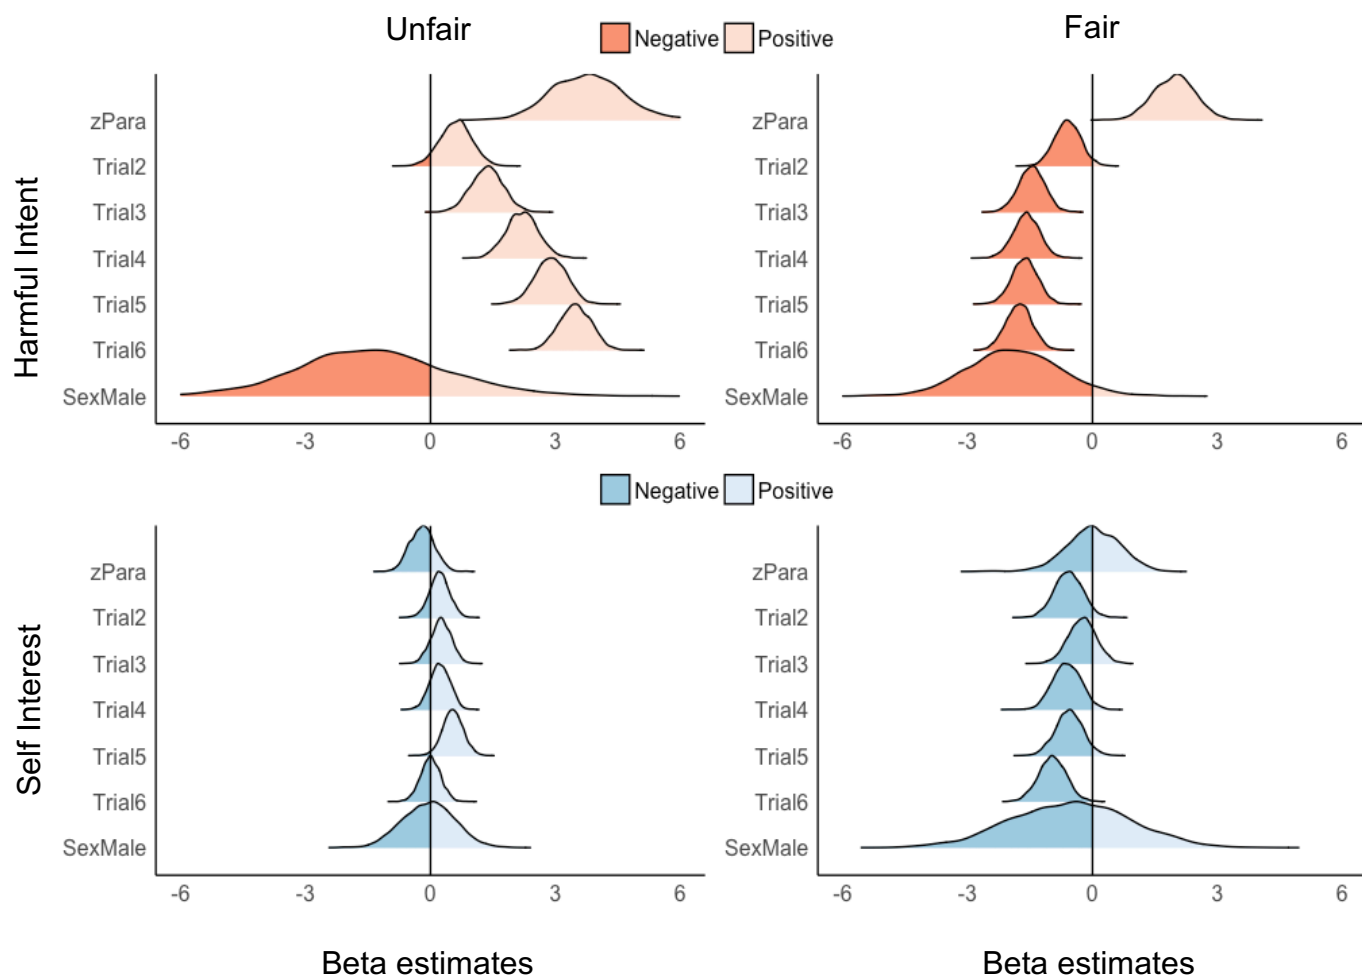 Unfair
Negative Positive
Fair
Harmful Intent
zPara
Trial2
Trial3
Trial4
Trial5
Trial6
SexMale
-6 -3 0 3 6
zPara
Trial2
Trial3
Trial4
Trial5
Trial6
SexMale
-6 -3 0 3 6
Negative Positive
Self Interest
zPara
Trial2
Trial3
Trial4
Trial5
Trial6
SexMale
-6 -3 0 3 6
Beta estimates
zPara
Trial2
Trial3
Trial4
Trial5
Trial6
SexMale
-6 -3 0 3 6
Beta estimates